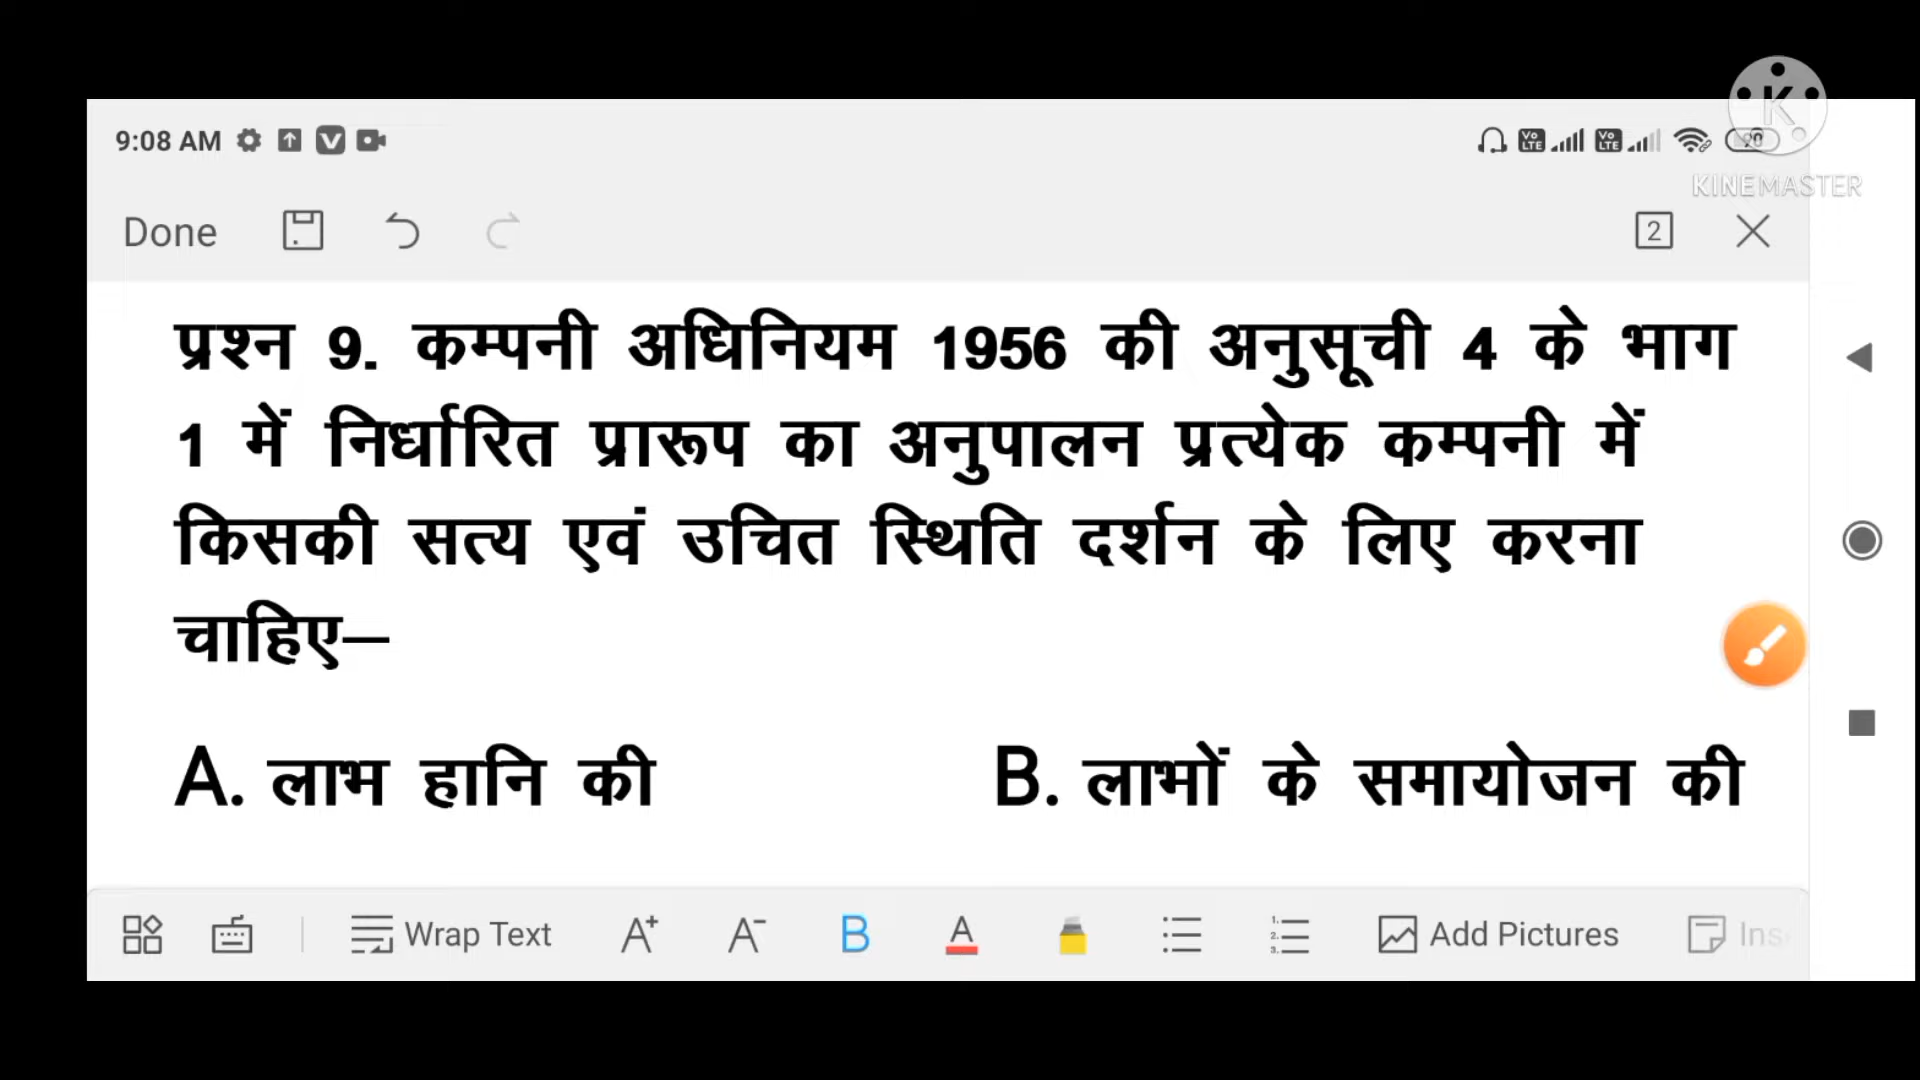 KINEMASTER
9:08 AM
Done
2
प्रश्न 9. कम्पनी अधिनियम 1956 की अनुसूची 4 के भाग
1 में निर्धारित प्रारूप का अनुपालन प्रत्येक कम्पनी में
किसकी सत्य एवं उचित स्थिति दर्शन के लिए करना
चाहिए–
A. लाभ हानि की B. लाभों के समायोजन की
Wrap Text A+ A- B A Add Pictures